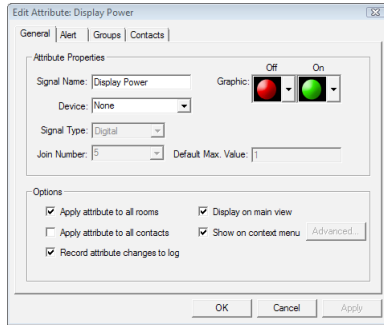 Edit Attribute: Display Power
General Alert Groups Contacts
Attribute Properties
Off On
Signal Name: Display Power Graphic:
Device: None
Signal Type: Digital
Join Number: 5 Default Max. Value: 1
Options
Apply attribute to all rooms Display on main view
Apply attribute to all contacts Show on context menu Advanced...
Record attribute changes to log
OK Cancel Apply